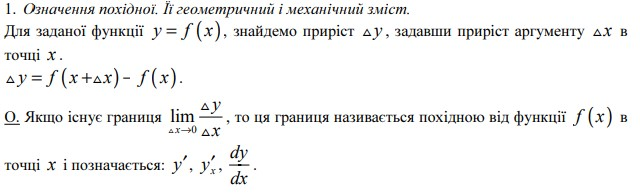 1. Означення похідної. Її геометричний і механічний зміст.
Для заданої функції y = f(x), знайдемо приріст △y, задавши приріст аргументу △x в
точці x.
△y = f(x+△x) - f(x).
О. Якщо існує границя lim△x→0 △y/△x, то ця границя називається похідною від функції f(x) в
точці x і позначається: y′, y′x, dy/dx.